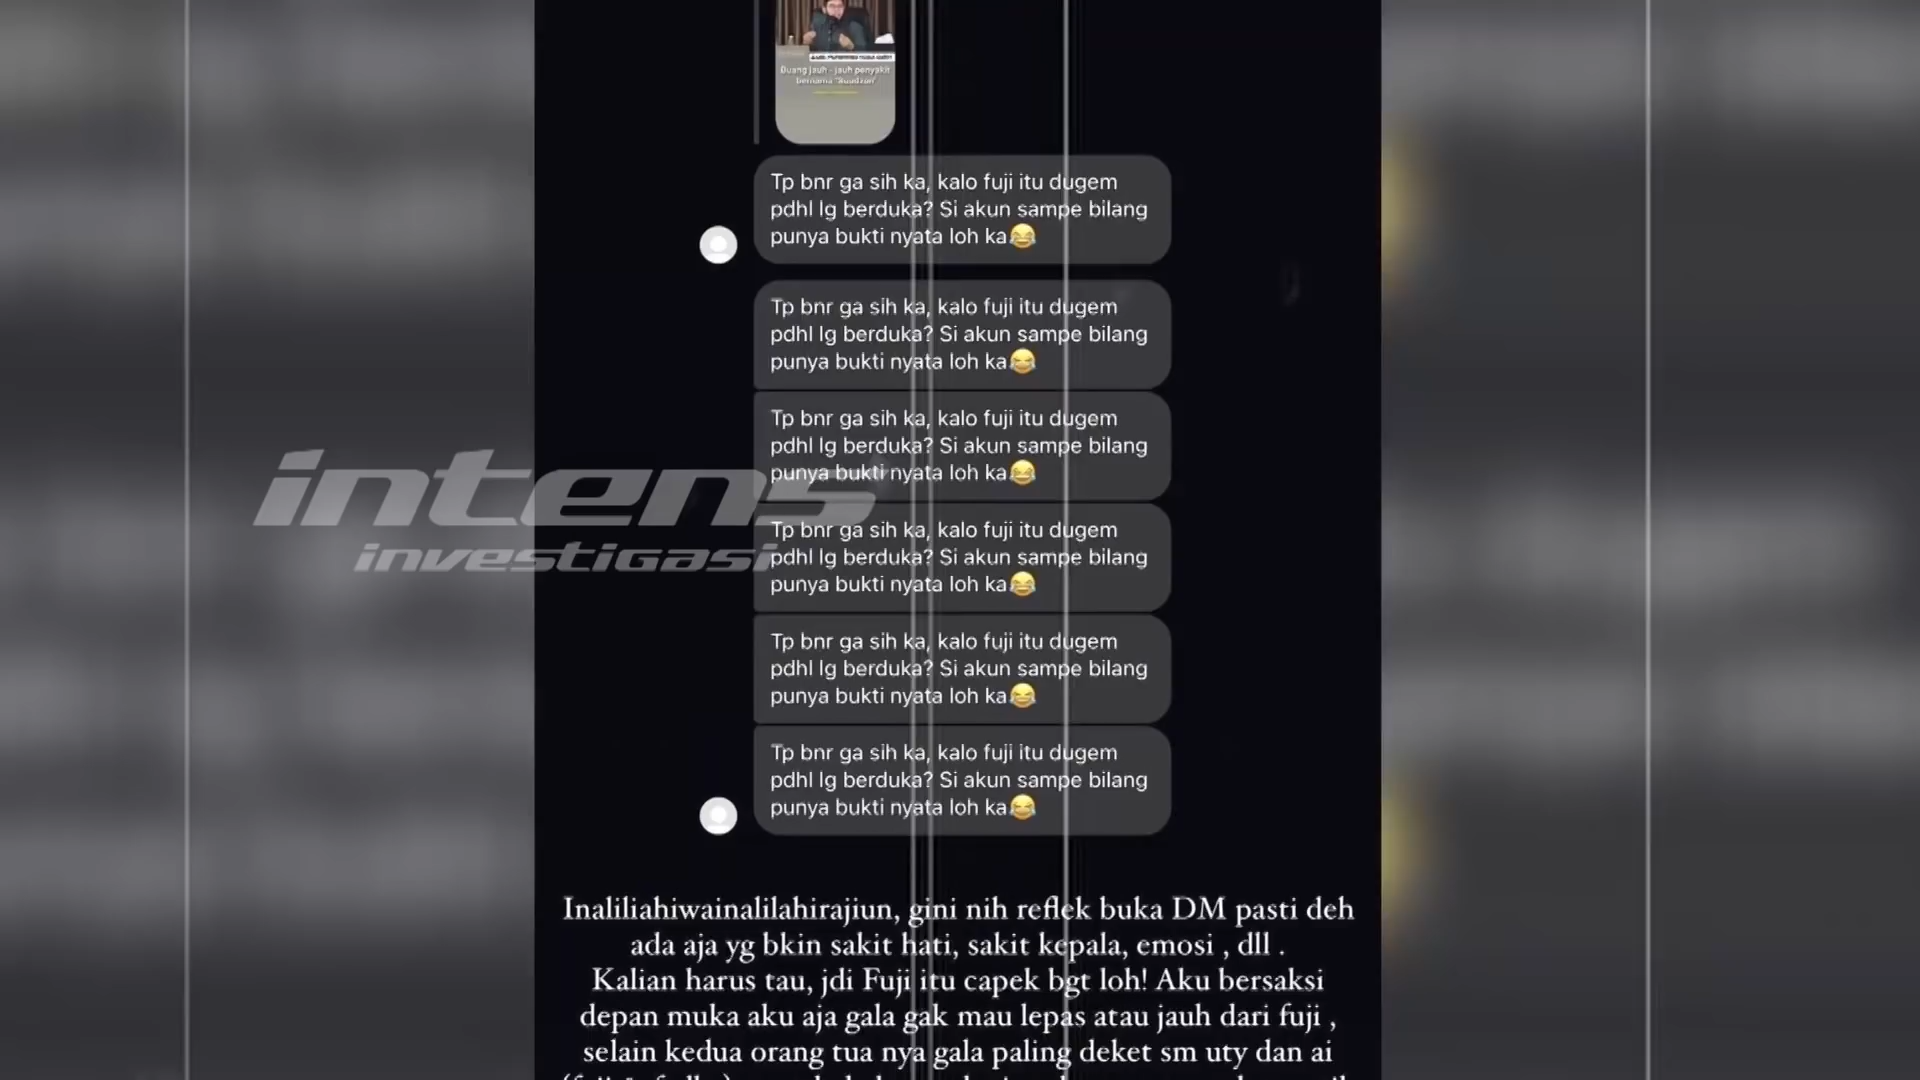 Buang jauh - jauh penyakit
bernama "Suudzon"
Tp bnr ga sih ka, kalo fuji itu dugem
pdhl lg berduka? Si akun sampe bilang
punya bukti nyata loh ka😂
Tp bnr ga sih ka, kalo fuji itu dugem
pdhl lg berduka? Si akun sampe bilang
punya bukti nyata loh ka😂
Tp bnr ga sih ka, kalo fuji itu dugem
pdhl lg berduka? Si akun sampe bilang
punya bukti nyata loh ka😂
Tp bnr ga sih ka, kalo fuji itu dugem
pdhl lg berduka? Si akun sampe bilang
punya bukti nyata loh ka😂
Tp bnr ga sih ka, kalo fuji itu dugem
pdhl lg berduka? Si akun sampe bilang
punya bukti nyata loh ka😂
Tp bnr ga sih ka, kalo fuji itu dugem
pdhl lg berduka? Si akun sampe bilang
punya bukti nyata loh ka😂
intens
investigasi
Inaliliahiwainalilahirajiun, gini nih reflek buka DM pasti deh
ada aja yg bkin sakit hati, sakit kepala, emosi , dll .
Kalian harus tau, jdi Fuji itu capek bgt loh! Aku bersaksi
depan muka aku aja gala gak mau lepas atau jauh dari fuji ,
selain kedua orang tua nya gala paling deket sm uty dan ai